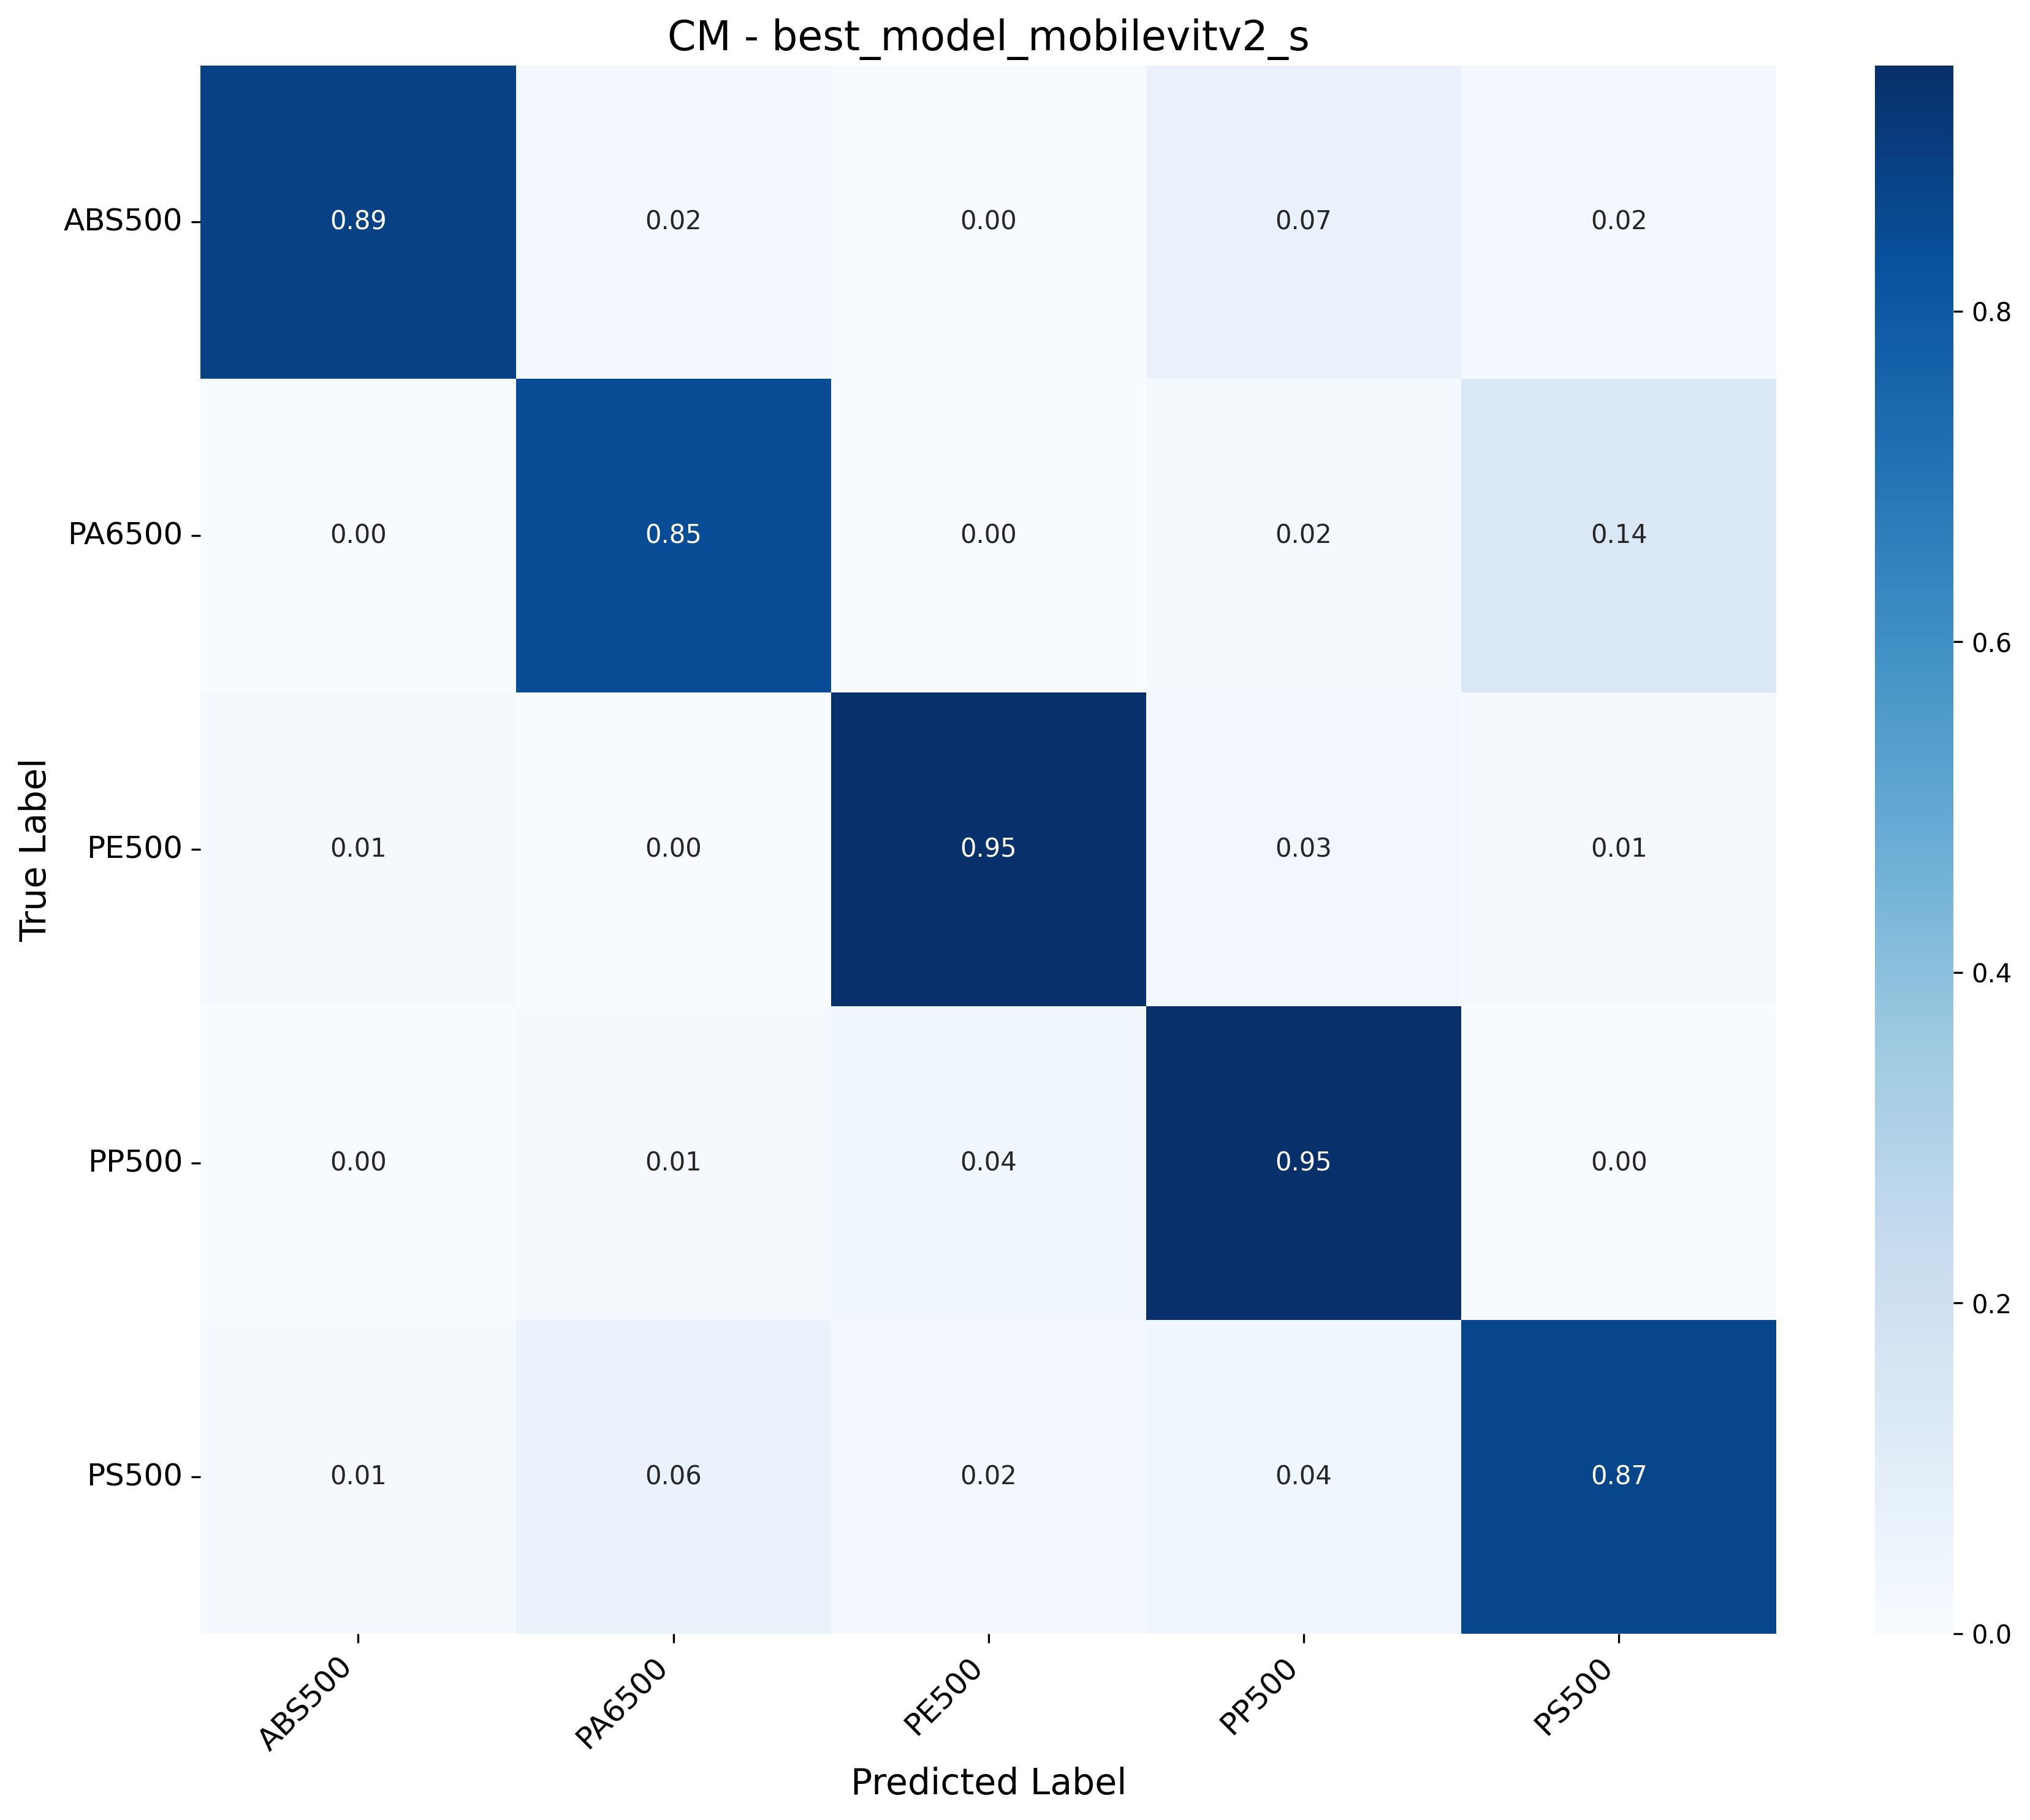 CM - best_model_mobilevitv2_s
True Label
ABS500 0.89 0.02 0.00 0.07 0.02
PA6500 0.00 0.85 0.00 0.02 0.14
PE500 0.01 0.00 0.95 0.03 0.01
PP500 0.00 0.01 0.04 0.95 0.00
PS500 0.01 0.06 0.02 0.04 0.87
ABS500 PA6500 PE500 PP500 PS500
Predicted Label
0.8
0.6
0.4
0.2
0.0